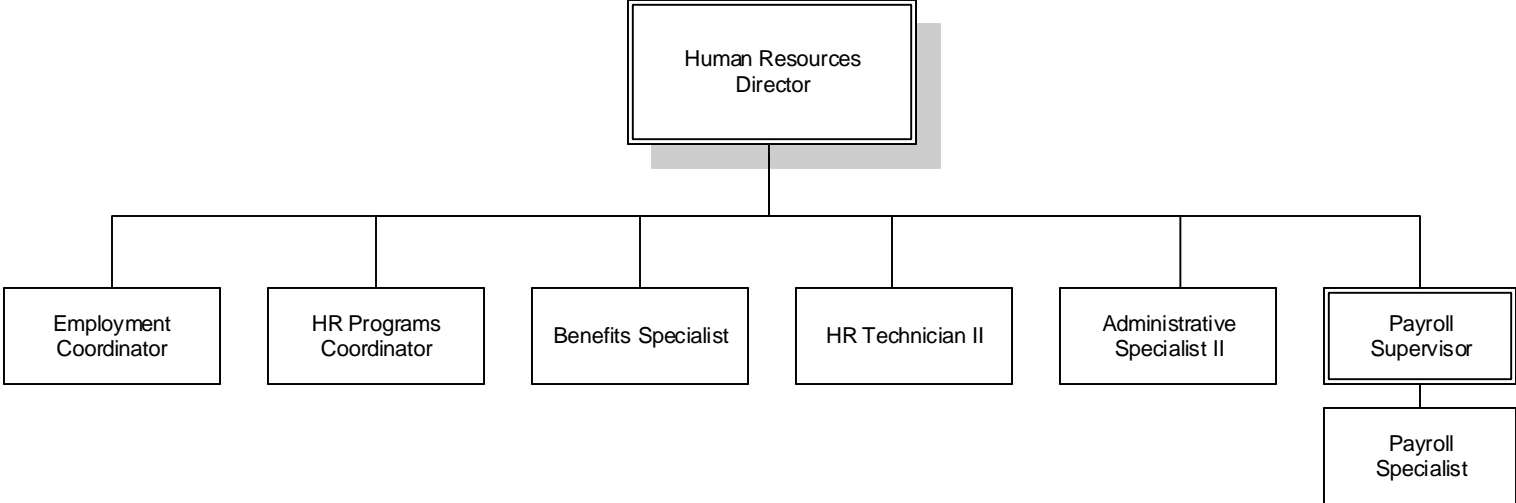 Human Resources
Director
Employment
Coordinator
HR Programs
Coordinator
Benefits Specialist
HR Technician II
Administrative
Specialist II
Payroll
Supervisor
Payroll
Specialist